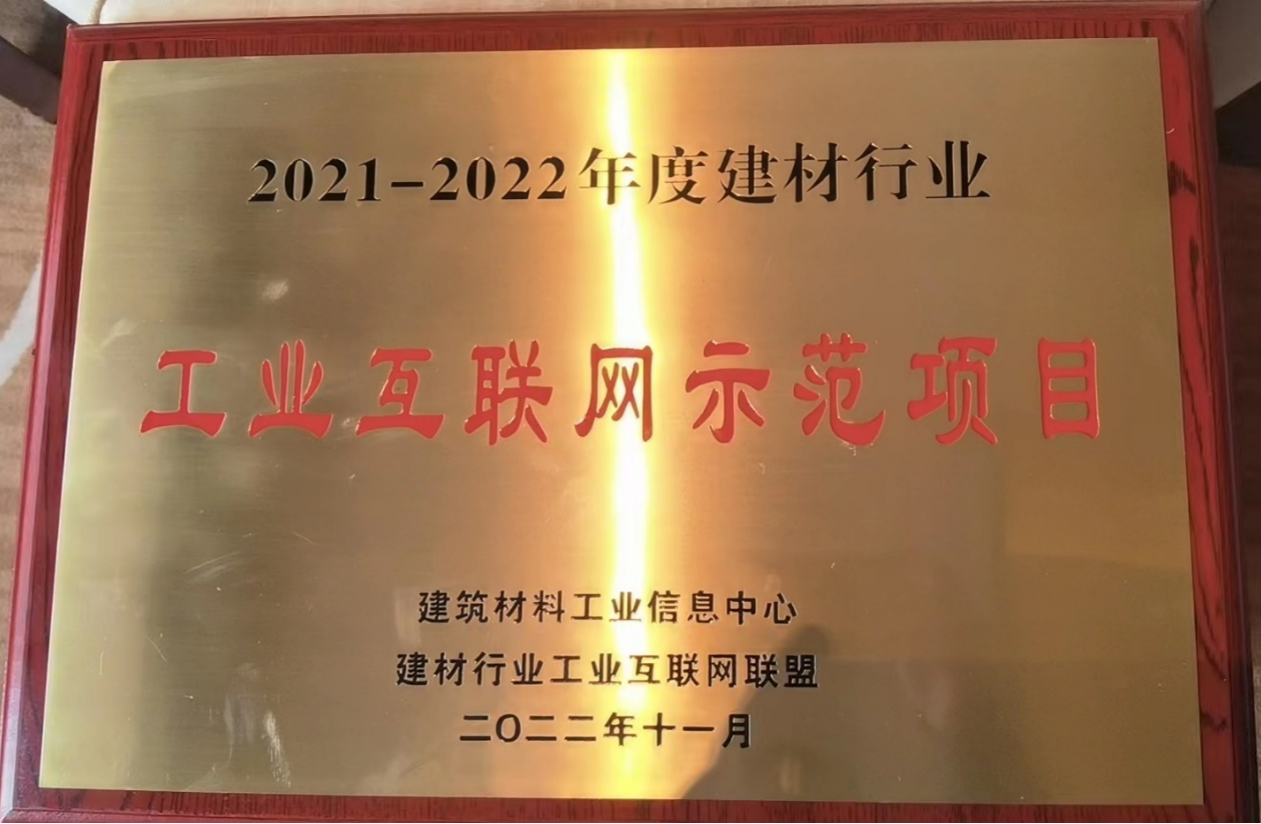 2021-2022年度建材行业
工业互联网示范项目
建筑材料工业信息中心
建材行业工业互联网联盟
二〇二二年十一月